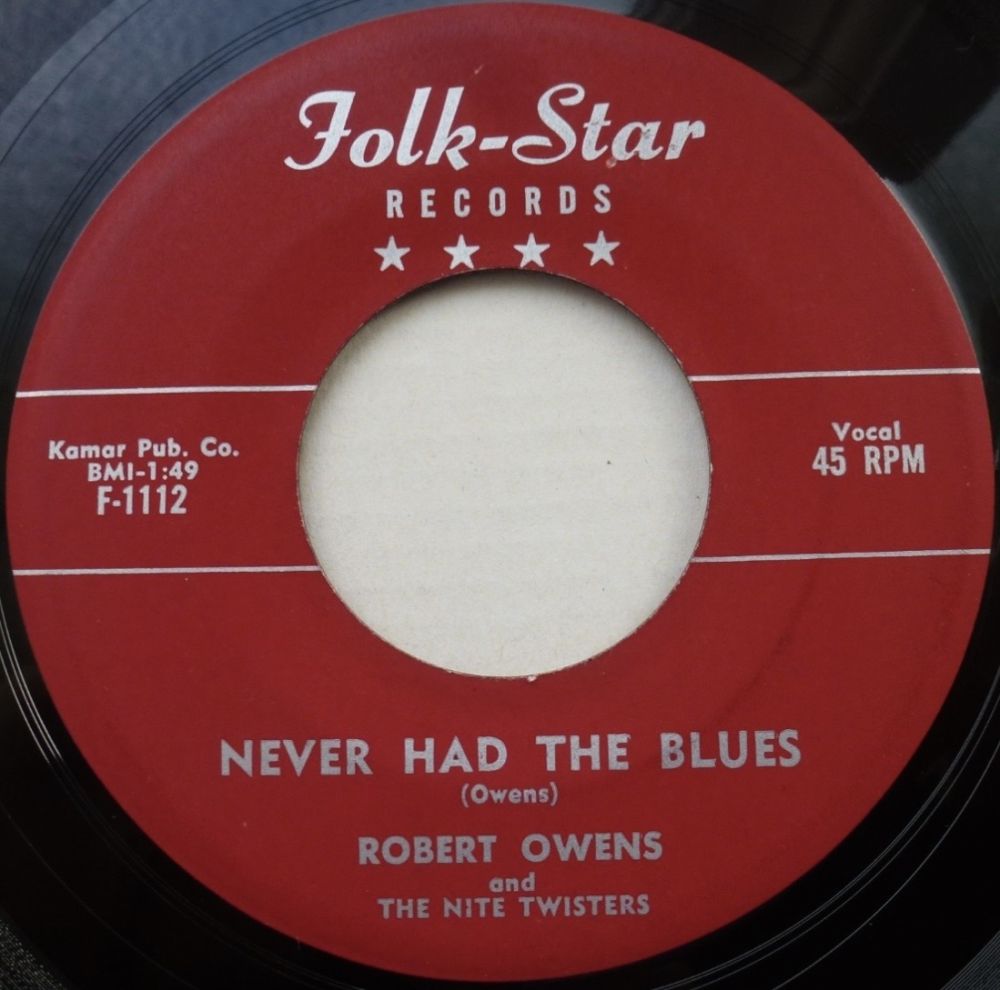 Folk-Star
RECORDS
Kamar Pub. Co.
BMI-1:49
F-1112
Vocal
45 RPM
NEVER HAD THE BLUES
(Owens)
ROBERT OWENS
and
THE NITE TWISTERS